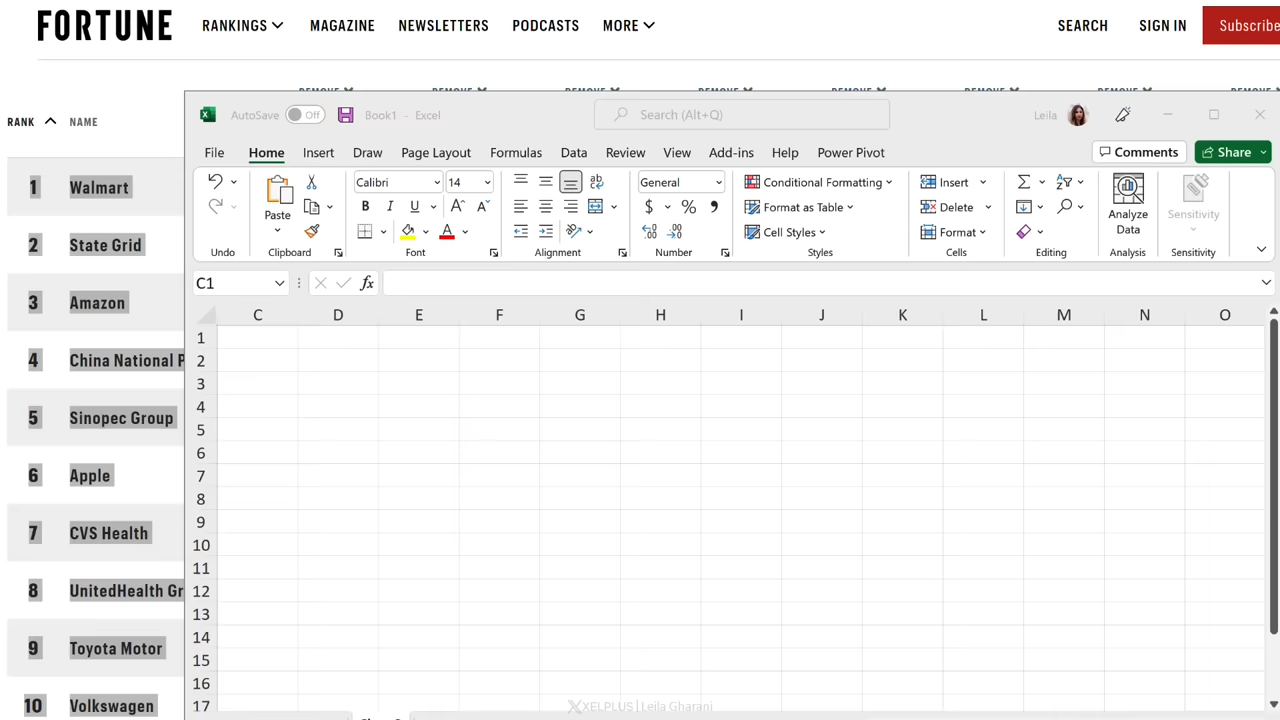 FORTUNE RANKINGS MAGAZINE NEWSLETTERS PODCASTS MORE SEARCH SIGN IN Subscribe
RANK NAME
1 Walmart
2 State Grid
3 Amazon
4 China National P
5 Sinopec Group
6 Apple
7 CVS Health
8 UnitedHealth Gr
9 Toyota Motor
10 Volkswagen
AutoSave Off Book1 - Excel Search (Alt+Q) Leila
File Home Insert Draw Page Layout Formulas Data Review View Add-ins Help Power Pivot Comments Share
Undo
Paste
Clipboard
Calibri 14
B I U A A
A
Font
ab
Alignment
General
$ % 9
Number
Conditional Formatting
Format as Table
Cell Styles
Styles
Insert
Delete
Format
Cells
Editing
Analyze
Data
Analysis
Sensitivity
Sensitivity
C1 fx
C D E F G H I J K L M N O
1
2
3
4
5
6
7
8
9
10
11
12
13
14
15
16
17
XELPLUS | Leila Gharani